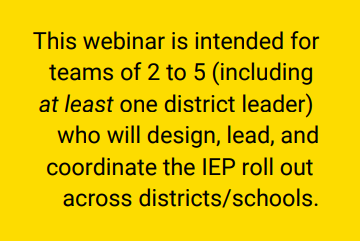 This webinar is intended for
teams of 2 to 5 (including
at least one district leader)
who will design, lead, and
coordinate the IEP roll out
across districts/schools.